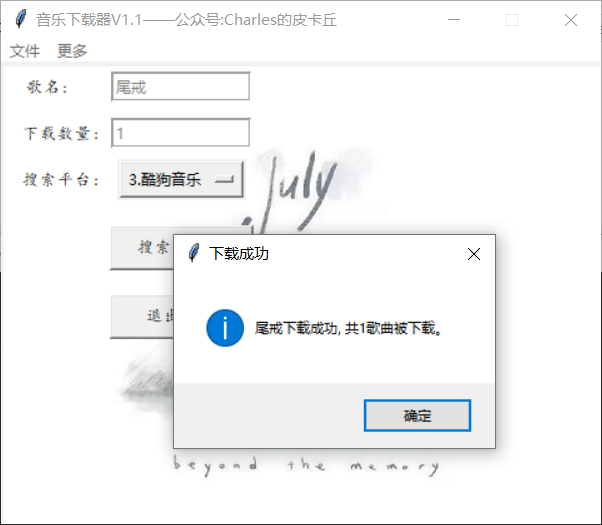 音乐下载器V1.1——公众号:Charles的皮卡丘
文件 更多
歌名:
尾戒
下载数量:
1
搜索平台:
3.酷狗音乐
July
搜索
下载成功
尾戒下载成功, 共1歌曲被下载。
确定
beyond the memory